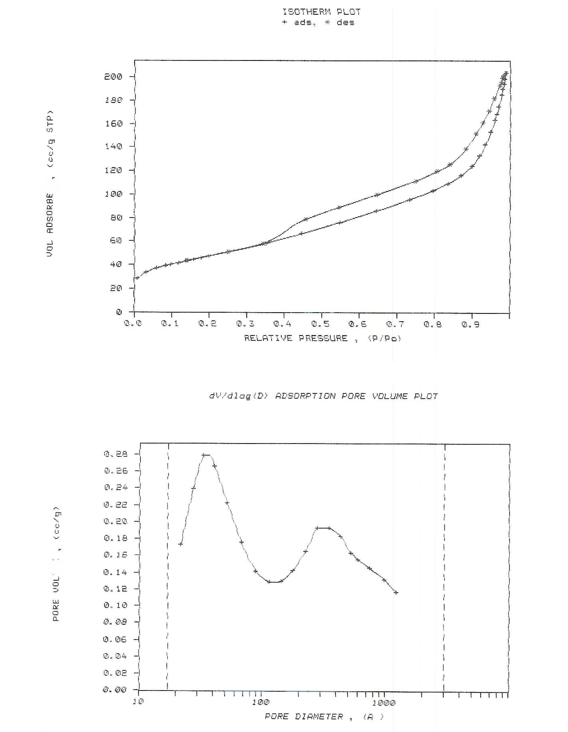 ISOTHERM PLOT
+ ads, * des
200
180
160
140
120
100
80
60
40
20
0
VOL ADSORBE , (cc/g STP)
0.0 0.1 0.2 0.3 0.4 0.5 0.6 0.7 0.8 0.9
RELATIVE PRESSURE , (P/Po)
dV/dlog(D) ADSORPTION PORE VOLUME PLOT
0.28
0.26
0.24
0.22
0.20
0.18
0.16
0.14
0.12
0.10
0.08
0.06
0.04
0.02
0.00
PORE VOL , (cc/g)
10 100 1000
PORE DIAMETER , (A )